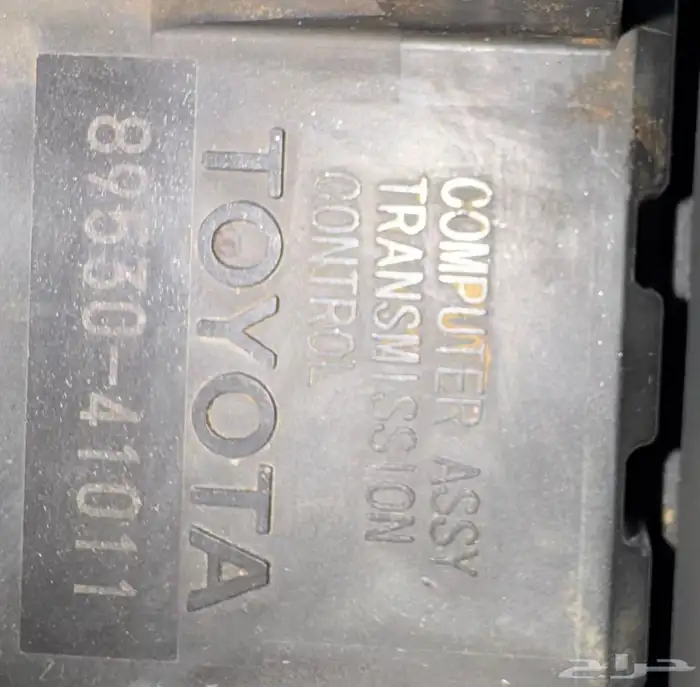 COMPUTER ASSY
TRANSMISSION
CONTROL
TOYOTA
89530-41011
حراج